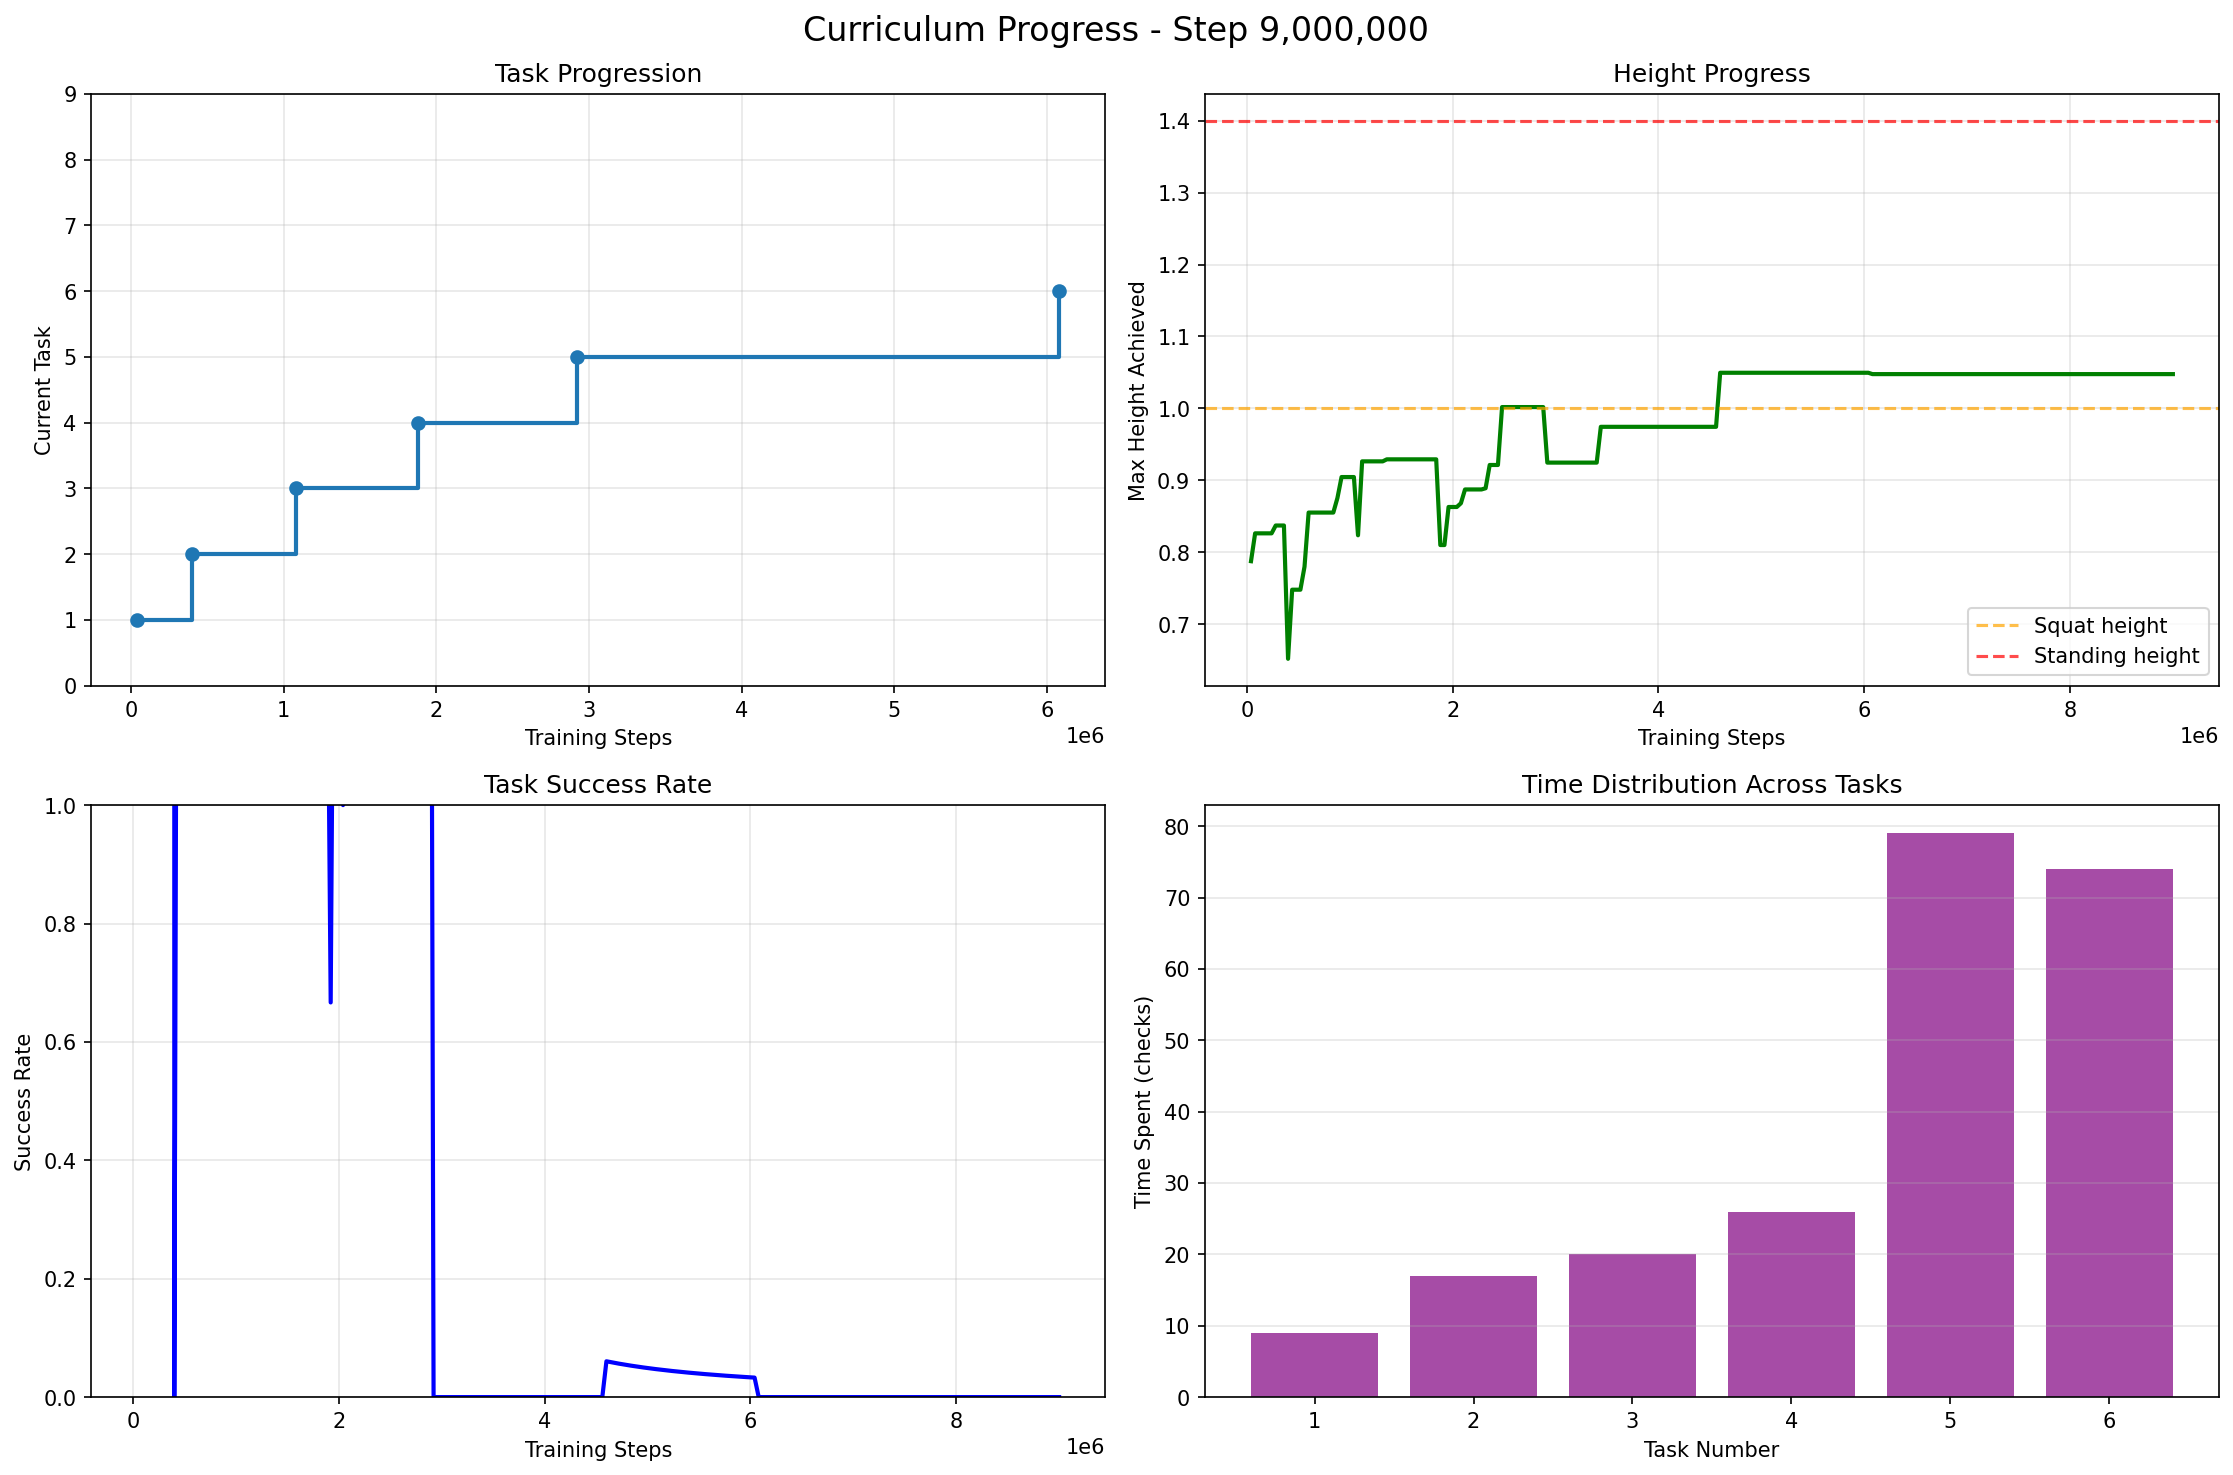 Curriculum Progress - Step 9,000,000
Task Progression
Current Task
9
8
7
6
5
4
3
2
1
0
0 1 2 3 4 5 6
1e6
Training Steps
Height Progress
Max Height Achieved
1.4
1.3
1.2
1.1
1.0
0.9
0.8
0.7
Squat height
Standing height
0 2 4 6 8
1e6
Training Steps
Task Success Rate
Success Rate
1.0
0.8
0.6
0.4
0.2
0.0
0 2 4 6 8
1e6
Training Steps
Time Distribution Across Tasks
Time Spent (checks)
80
70
60
50
40
30
20
10
0
1 2 3 4 5 6
Task Number